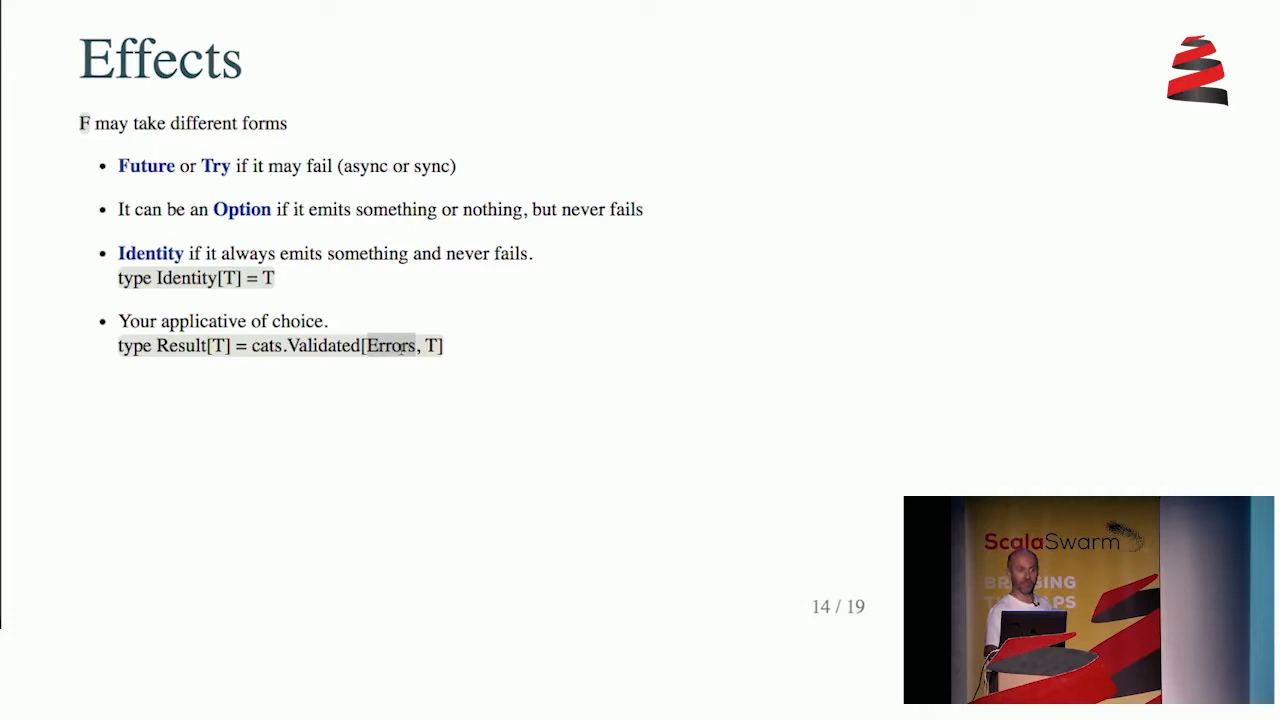 Effects
F may take different forms
• Future or Try if it may fail (async or sync)
• It can be an Option if it emits something or nothing, but never fails
• Identity if it always emits something and never fails.
type Identity[T] = T
• Your applicative of choice.
type Result[T] = cats.Validated[Errors, T]
14 / 19
ScalaSwarm